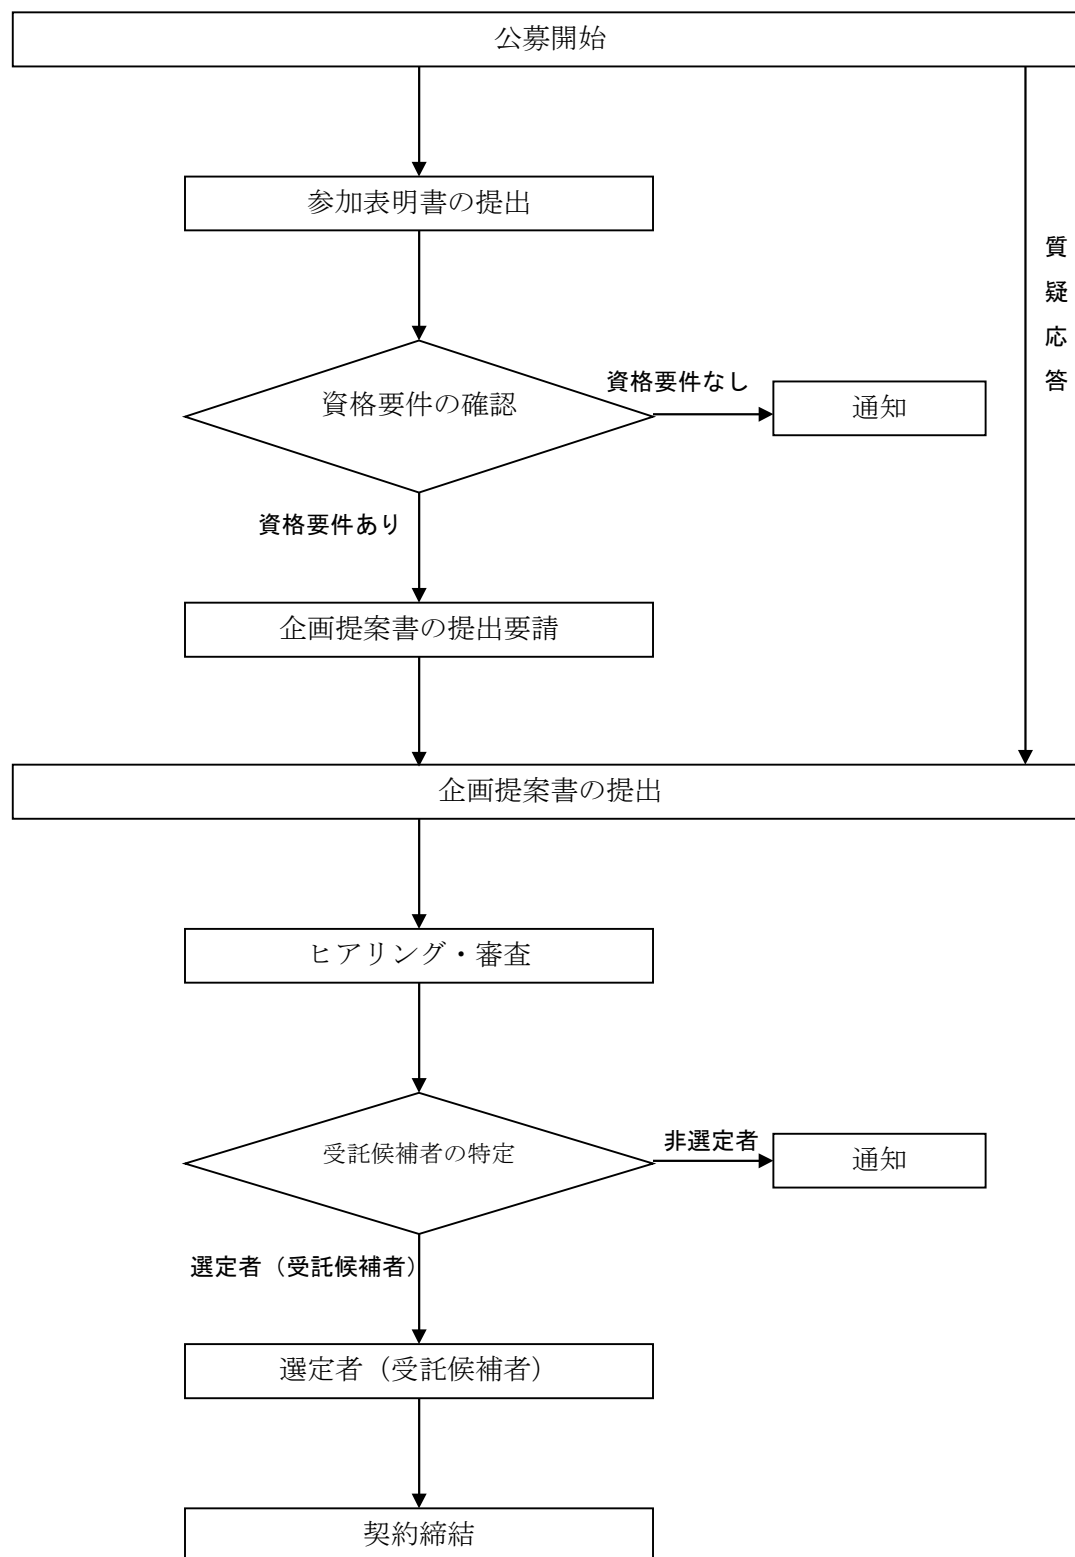 公募開始
参加表明書の提出
質疑応答
資格要件の確認
資格要件なし
通知
資格要件あり
企画提案書の提出要請
企画提案書の提出
ヒアリング・審査
受託候補者の特定
非選定者
通知
選定者（受託候補者）
選定者（受託候補者）
契約締結